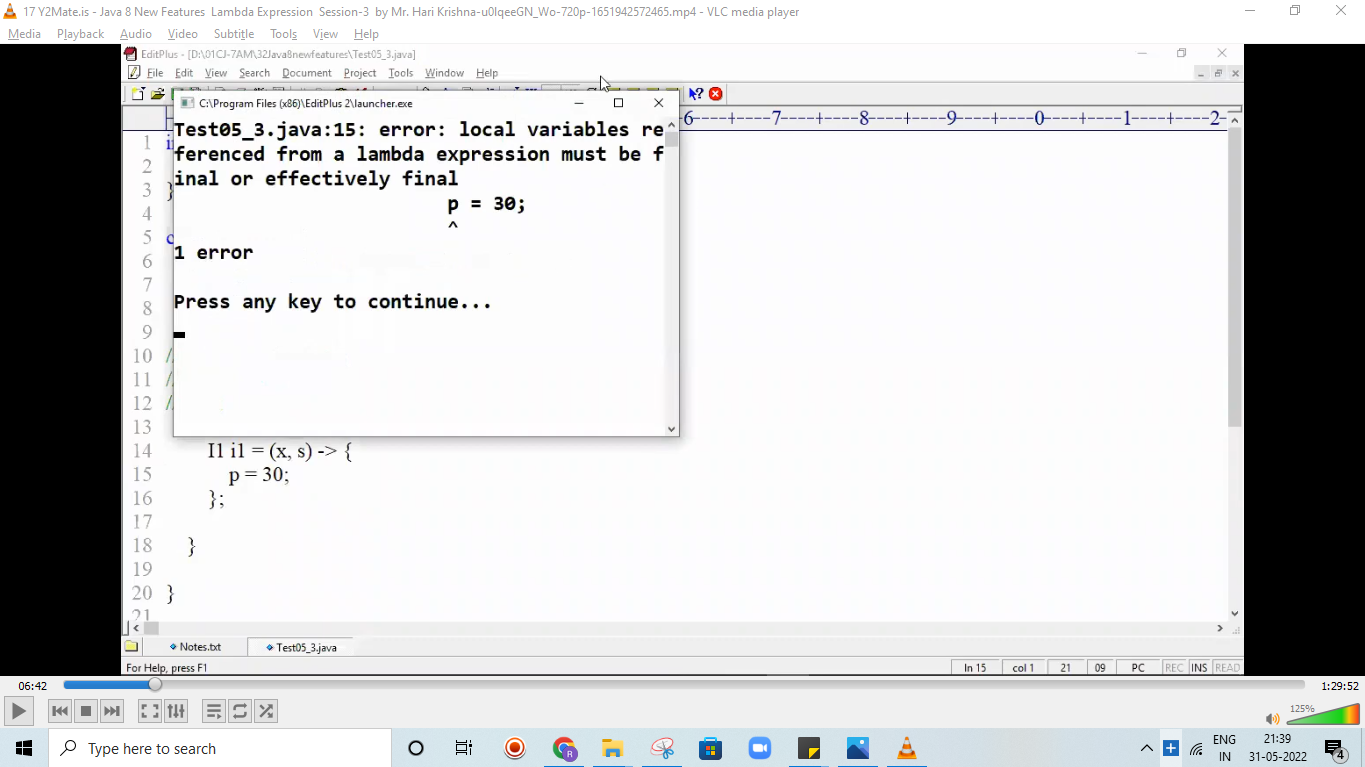 17 Y2Mate.is - Java 8 New Features  Lambda Expression  Session-3  by Mr. Hari Krishna-u0lqeeGN_Wo-720p-1651942572465.mp4 - VLC media player
Media Playback Audio Video Subtitle Tools View Help
EditPlus - [D:\01CJ-7AM\32Java8newfeatures\Test05_3.java]
File Edit View Search Document Project Tools Window Help
C:\Program Files (x86)\EditPlus 2\launcher.exe
6----+----7----+----8----+----9----+----0----+----1----+----2-
Test05_3.java:15: error: local variables re
ferenced from a lambda expression must be f
inal or effectively final
p = 30;
^
1 error
Press any key to continue...
1
2
3 }
4
5
6
7
8
9
10
11
12
13
14 I1 i1 = (x, s) -> {
15 p = 30;
16 };
17
18 }
19
20 }
21
Notes.txt Test05_3.java
For Help, press F1 ln 15 col 1 21 09 PC REC INS READ
06:42 1:29:52
125%
Type here to search
ENG 21:39
IN 31-05-2022 4